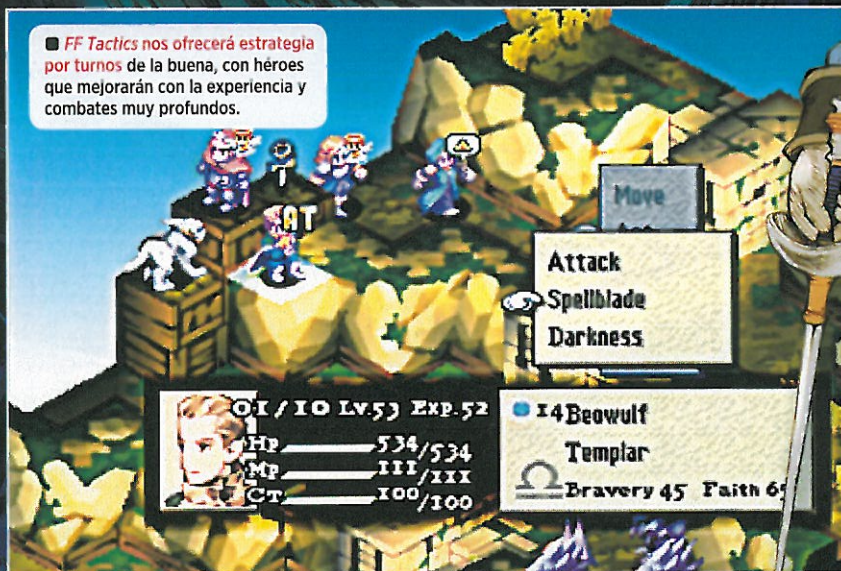 FF Tactics nos ofrecerá estrategia
por turnos de la buena, con héroes
que mejorarán con la experiencia y
combates muy profundos.
AT
Move
Attack
Spellblade
Darkness
01/10 Lv.53 Exp.52
Hp 534/534
Mp 111/111
CT 100/100
14 Beowulf
Templar
Bravery 45 Faith